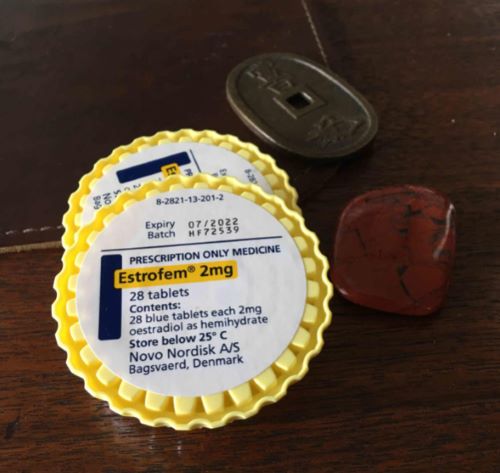 8-2821-13-201-2
Expiry 07/2022
Batch HF72539
PRESCRIPTION ONLY MEDICINE
Estrofem® 2mg
28 tablets
Contents:
28 blue tablets each 2mg
oestradiol as hemihydrate
Store below 25° C
Novo Nordisk A/S
Bagsvaerd, Denmark